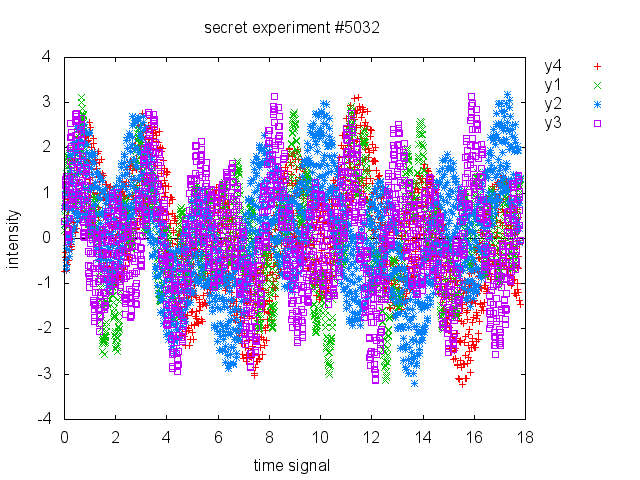 secret experiment #5032
y4
y1
y2
y3
4
3
2
1
0
-1
-2
-3
-4
intensity
0 2 4 6 8 10 12 14 16 18
time signal